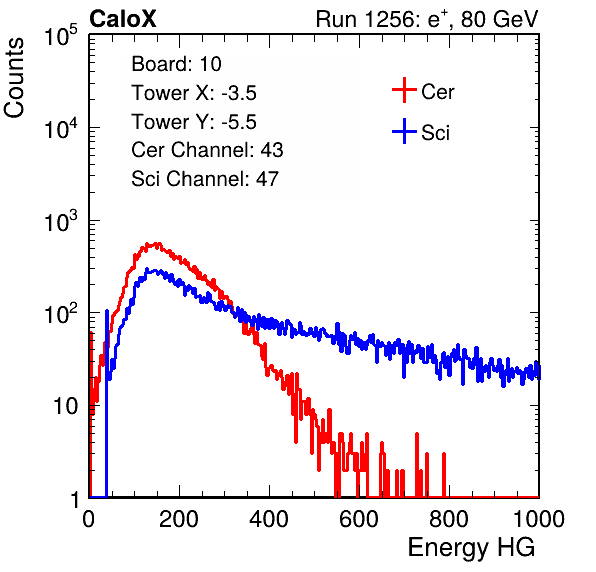 CaloX Run 1256: e⁺, 80 GeV
Counts
Board: 10
Tower X: -3.5
Tower Y: -5.5
Cer Channel: 43
Sci Channel: 47
Cer
Sci
10⁵
10⁴
10³
10²
10
1
0 200 400 600 800 1000
Energy HG